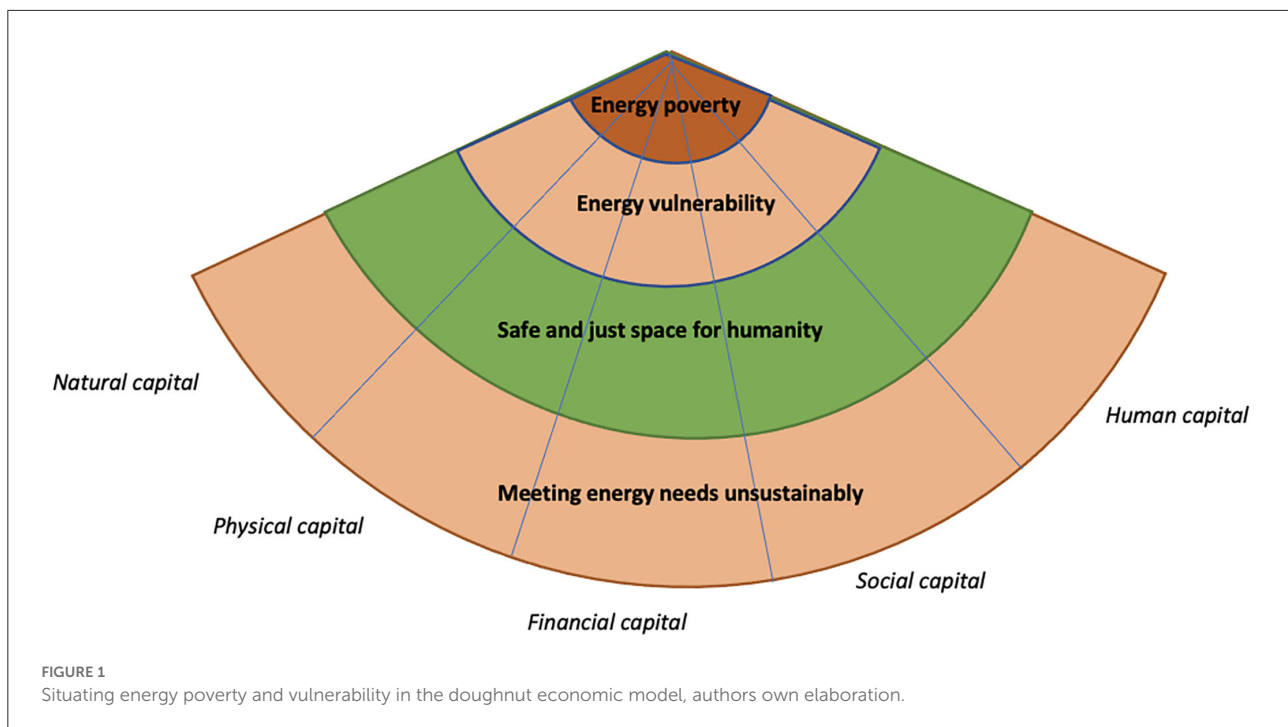 Energy poverty
Energy vulnerability
Safe and just space for humanity
Natural capital
Human capital
Meeting energy needs unsustainably
Physical capital
Social capital
Financial capital
FIGURE 1
Situating energy poverty and vulnerability in the doughnut economic model, authors own elaboration.